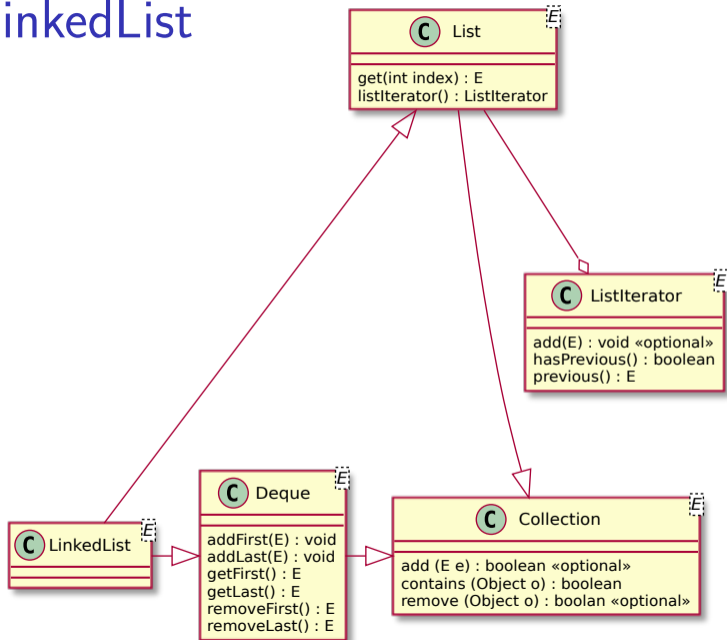 inkedList
C List E
get(int index) : E
listIterator() : ListIterator
C ListIterator E
add(E) : void «optional»
hasPrevious() : boolean
previous() : E
C LinkedList E
C Deque E
addFirst(E) : void
addLast(E) : void
getFirst() : E
getLast() : E
removeFirst() : E
removeLast() : E
C Collection E
add (E e) : boolean «optional»
contains (Object o) : boolean
remove (Object o) : boolan «optional»